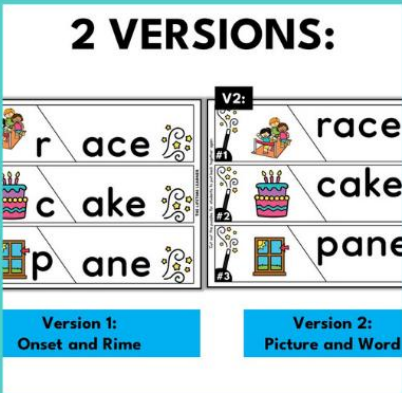 2 VERSIONS:
V2:
r ace
#1 race
c ake
#2 cake
p ane
#3 pane
Version 1:
Onset and Rime
Version 2:
Picture and Word